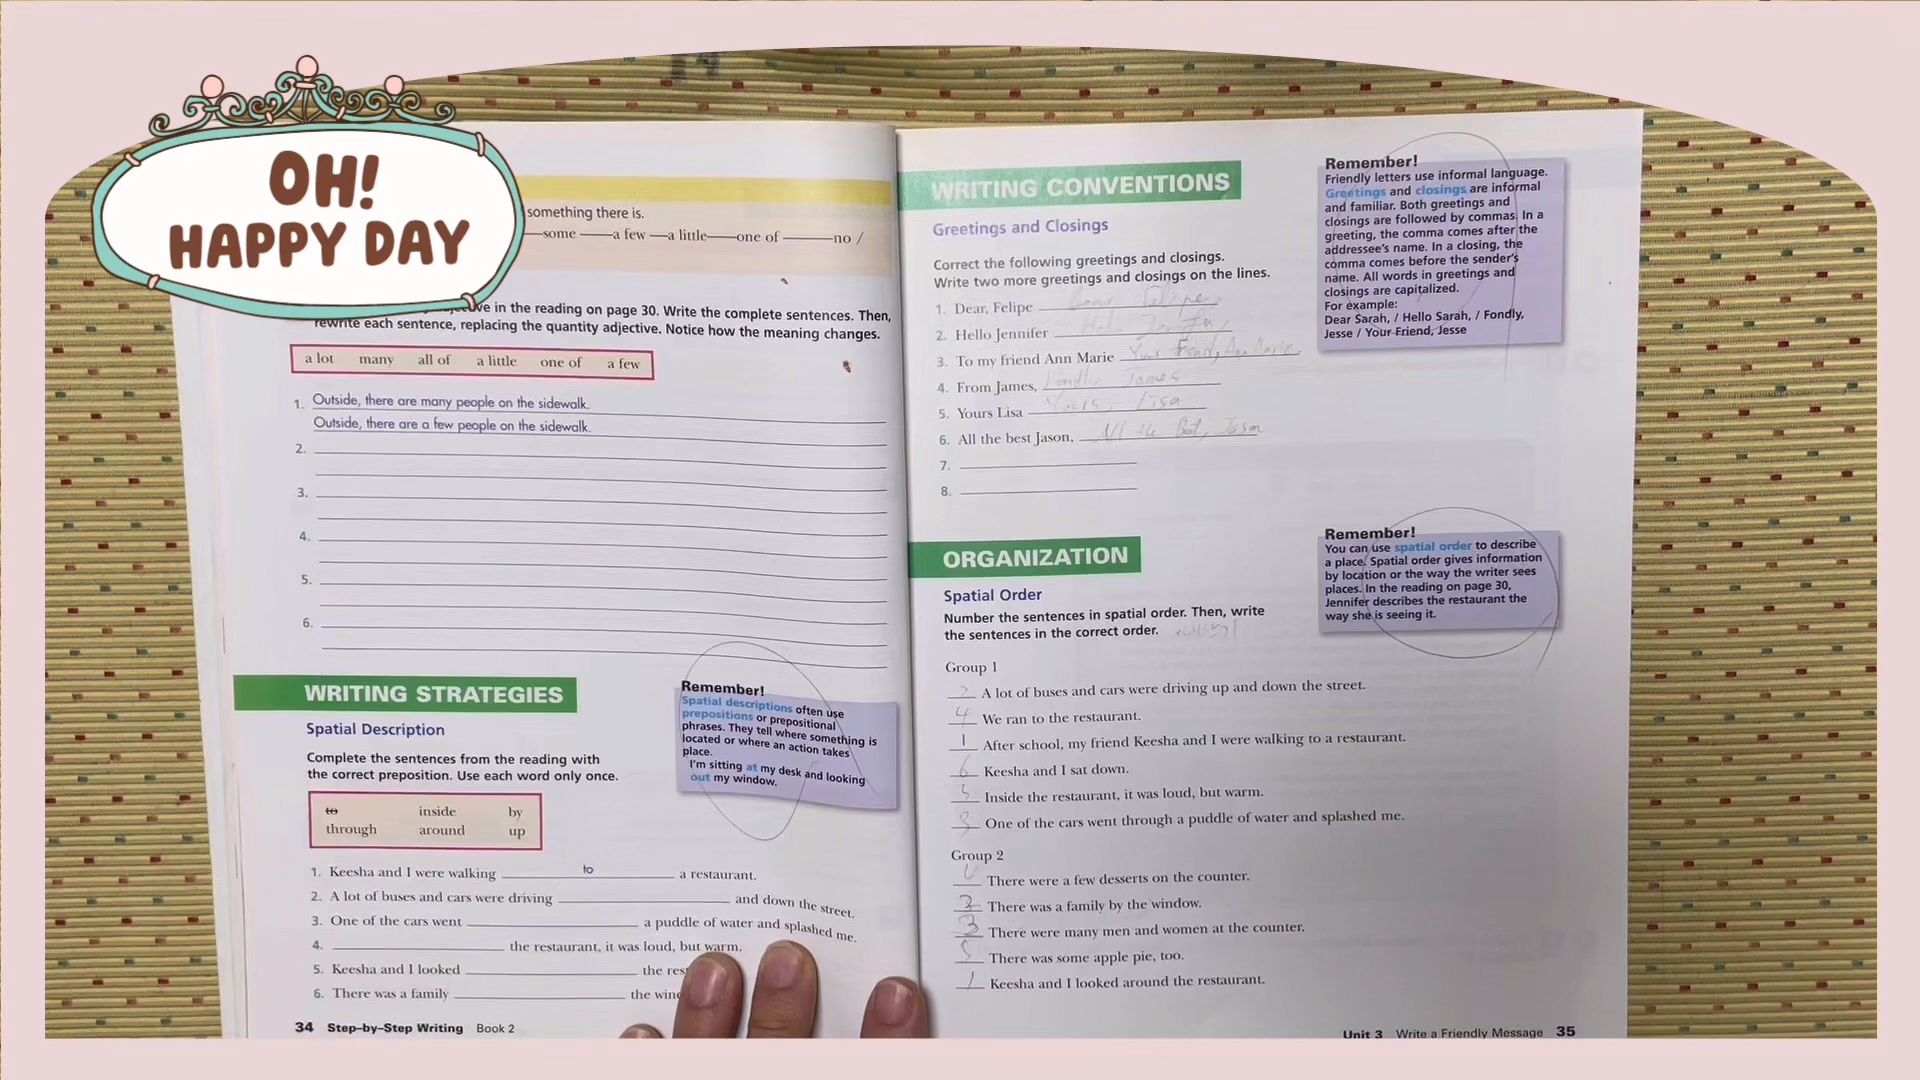 OH!
HAPPY DAY
something there is.
some a few a little one of no /
in the reading on page 30. Write the complete sentences. Then,
rewrite each sentence, replacing the quantity adjective. Notice how the meaning changes.
a lot many all of a little one of a few
1. Outside, there are many people on the sidewalk.
Outside, there are a few people on the sidewalk.
2.
3.
4.
5.
6.
WRITING STRATEGIES
Spatial Description
Complete the sentences from the reading with
the correct preposition. Use each word only once.
to inside by
through around up
Remember!
Spatial descriptions often use
prepositions or prepositional
phrases. They tell where something is
located or where an action takes
place.
I'm sitting at my desk and looking
out my window.
1. Keesha and I were walking to a restaurant.
2. A lot of buses and cars were driving and down the street.
3. One of the cars went a puddle of water and splashed me.
4. the restaurant, it was loud, but warm.
5. Keesha and I looked the
6. There was a family the
34 Step-by-Step Writing Book 2
WRITING CONVENTIONS
Greetings and Closings
Correct the following greetings and closings.
Write two more greetings and closings on the lines.
1. Dear, Felipe Dear Felipe,
2. Hello Jennifer
3. To my friend Ann Marie Your Friend, Ann Marie
4. From James, James
5. Yours Lisa Yours, Lisa
6. All the best Jason, All the Best, Jason
7.
8.
Remember!
Friendly letters use informal language.
Greetings and closings are informal
and familiar. Both greetings and
closings are followed by commas. In a
greeting, the comma comes after the
addressee's name. In a closing, the
comma comes before the sender's
name. All words in greetings and
closings are capitalized.
For example:
Dear Sarah, / Hello Sarah, / Fondly,
Jesse / Your Friend, Jesse
ORGANIZATION
Spatial Order
Number the sentences in spatial order. Then, write
the sentences in the correct order.
Remember!
You can use spatial order to describe
a place. Spatial order gives information
by location or the way the writer sees
places. In the reading on page 30,
Jennifer describes the restaurant the
way she is seeing it.
Group 1
2 A lot of buses and cars were driving up and down the street.
4 We ran to the restaurant.
1 After school, my friend Keesha and I were walking to a restaurant.
6 Keesha and I sat down.
5 Inside the restaurant, it was loud, but warm.
3 One of the cars went through a puddle of water and splashed me.
Group 2
There were a few desserts on the counter.
2 There was a family by the window.
3 There were many men and women at the counter.
5 There was some apple pie, too.
1 Keesha and I looked around the restaurant.
Unit 3 Write a Friendly Message 35